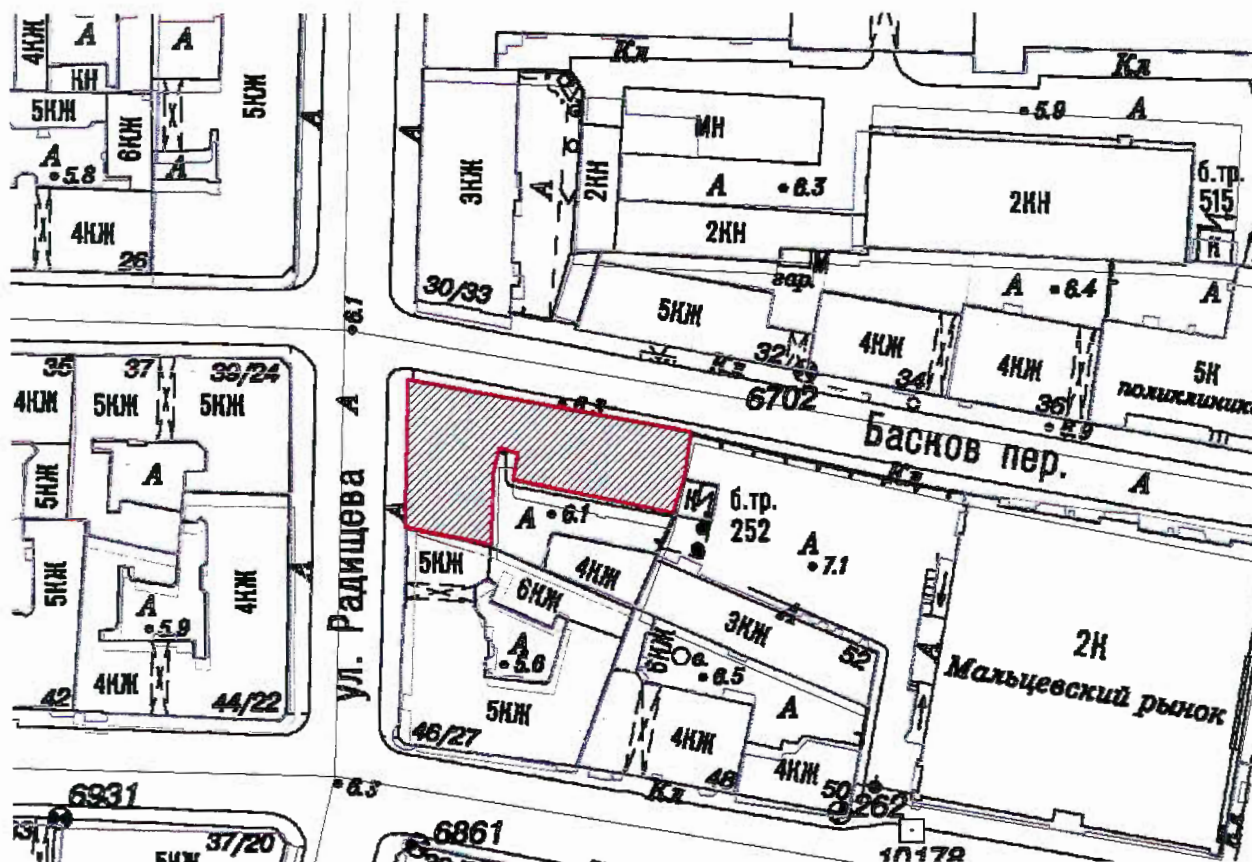 4КЖ
А
А
КН
5КЖ
5КЖ
6КЖ
А
5.8
А
4КЖ
26
А
Кл
Кл
А
3КЖ
А
МН
2КН
А
6.3
2КН
5.9
А
2КН
б.тр.
515
Н
30/33
5КЖ
М
гар.
А
6.4
А
6.1
32
4КЖ
34
4КЖ
36
5К
поликлиника
Кл
6702
5.9
35
37
39/24
4КЖ
5КЖ
5КЖ
А
А
5КЖ
Басков пер.
Кл
А
ул. Радищева
А
А
6.1
б.тр.
252
А
7.1
5КЖ
4КЖ
А
5КЖ
4КЖ
6КЖ
А
5.9
А
5.6
6КЖ
в.
6.5
3КЖ
А
52
А
2Н
Мальцевский рынок
4КЖ
42
44/22
5КЖ
46/27
4КЖ
48
А
4КЖ
50
262
Кл
6.3
6931
37/20
5КЖ
6861
10178